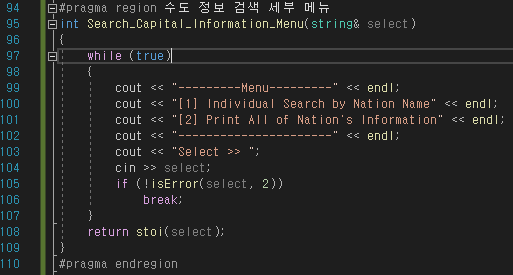 94 #pragma region 수도 정보 검색 세부 메뉴
95 int Search_Capital_Information_Menu(string& select)
96 {
97 while (true)
98 {
99 cout << "---------Menu---------" << endl;
100 cout << "[1] Individual Search by Nation Name" << endl;
101 cout << "[2] Print All of Nation's Information" << endl;
102 cout << "----------------------" << endl;
103 cout << "Select >> ";
104 cin >> select;
105 if (!isError(select, 2))
106 break;
107 }
108 return stoi(select);
109 }
110 #pragma endregion